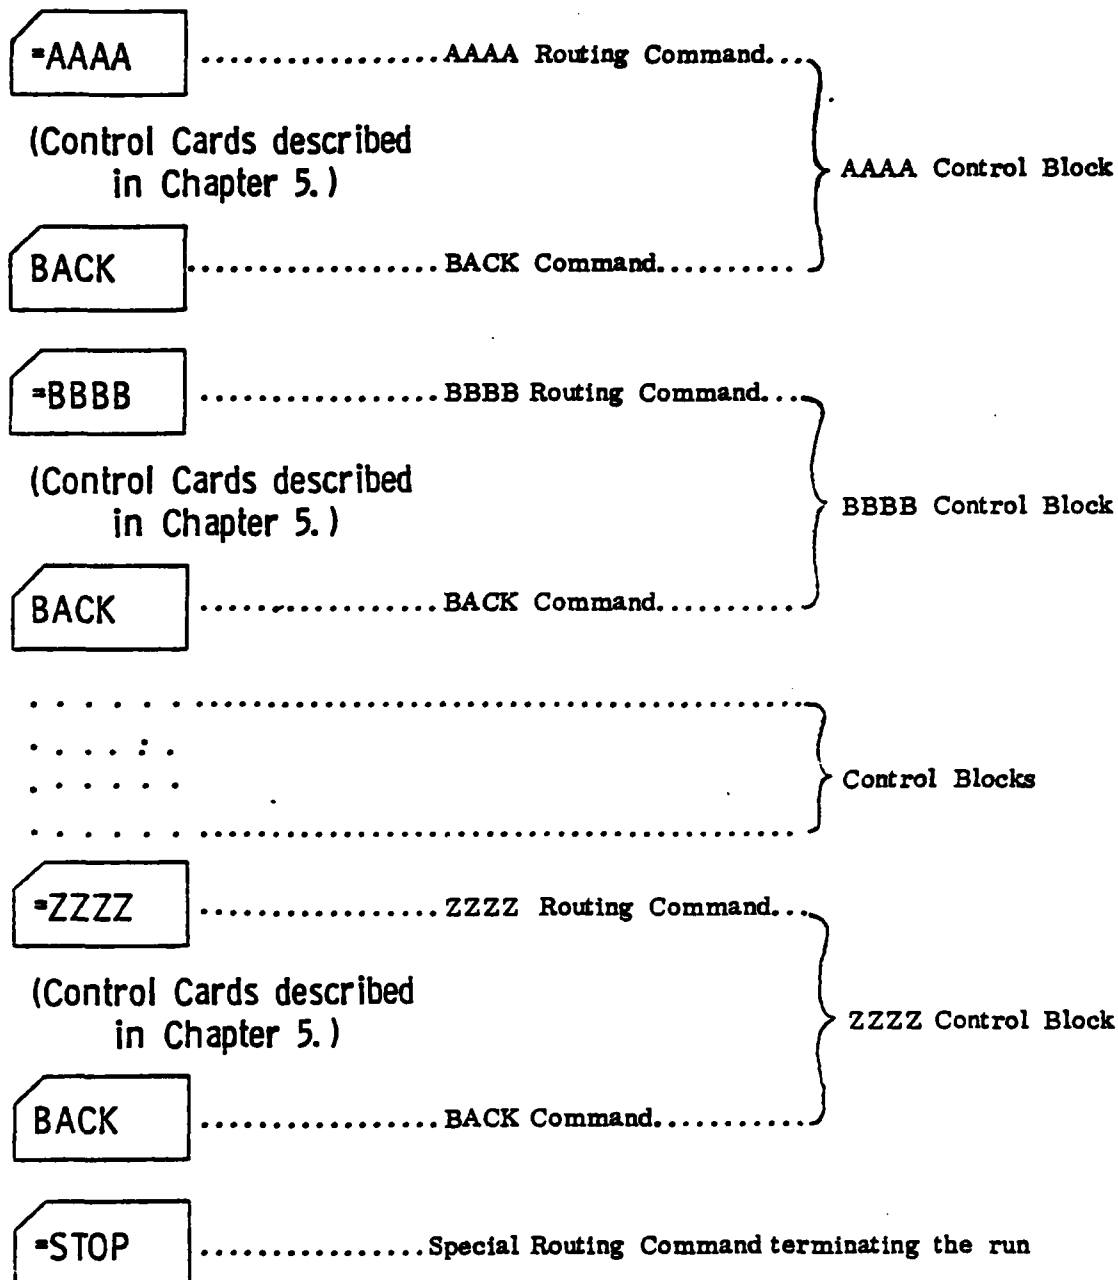 =AAAA ................. AAAA Routing Command....
(Control Cards described
in Chapter 5.)
AAAA Control Block
BACK .................. BACK Command..........
=BBBB ................. BBBB Routing Command....
(Control Cards described
in Chapter 5.)
BBBB Control Block
BACK ................. BACK Command...........
. . . . . . ...........................................
. . . . : .
. . . . . .
Control Blocks
. . . . . . ..........................................
=ZZZZ ................. ZZZZ Routing Command...
(Control Cards described
in Chapter 5.)
ZZZZ Control Block
BACK ................. BACK Command...........
=STOP ................ Special Routing Command terminating the run